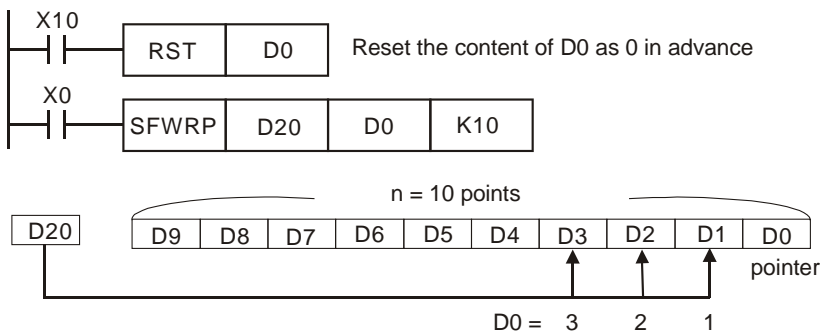 X10
RST D0 Reset the content of D0 as 0 in advance
X0
SFWRP D20 D0 K10
n = 10 points
D20 D9 D8 D7 D6 D5 D4 D3 D2 D1 D0
pointer
D0 = 3 2 1